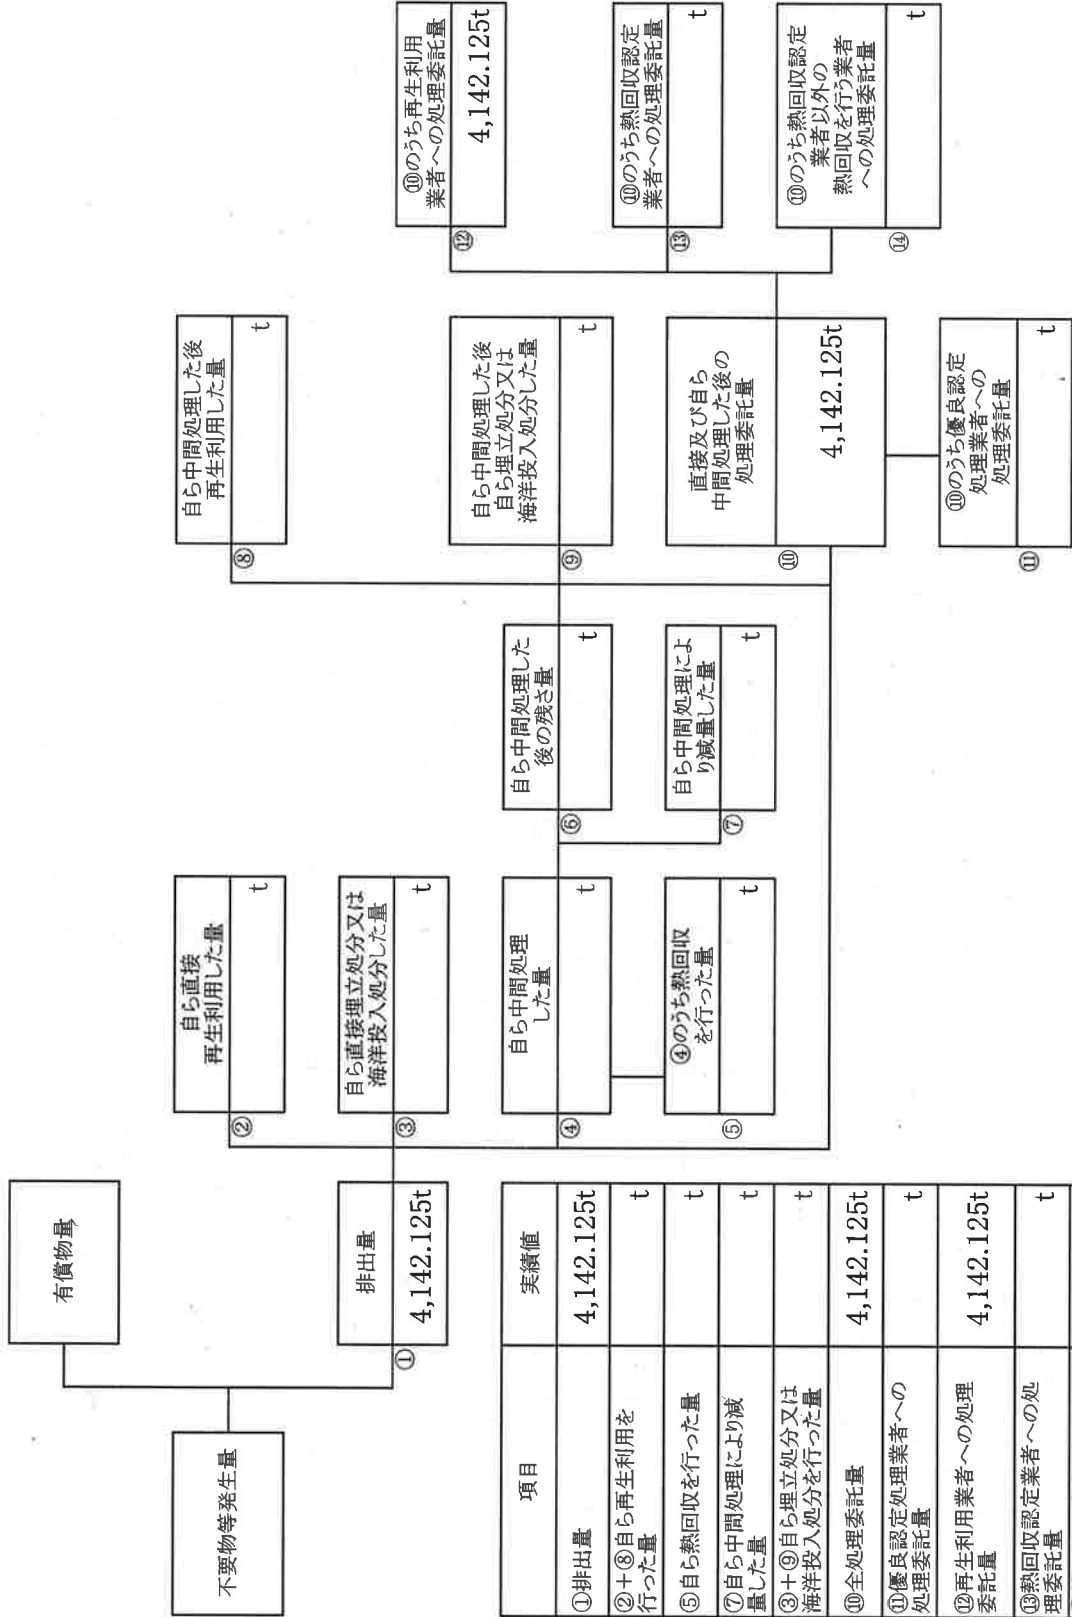 不要物等発生量
有償物量
排出量
①
4,142.125t
自ら直接
再生利用した量
②
t
自ら直接埋立処分又は
海洋投入処分した量
③
t
自ら中間処理
した量
④
t
④のうち熱回収
を行った量
⑤
t
自ら中間処理した
後の残さ量
⑥
t
自ら中間処理によ
り減量した量
⑦
t
自ら中間処理した後
再生利用した量
⑧
t
自ら中間処理した後
自ら埋立処分又は
海洋投入処分した量
⑨
t
直接及び自ら
中間処理した後の
処理委託量
⑩
4,142.125t
⑩のうち優良認定
処理業者への
処理委託量
⑪
t
⑩のうち再生利用
業者への処理委託量
⑫
4,142.125t
⑩のうち熱回収認定
業者への処理委託量
⑬
t
⑩のうち熱回収認定
業者以外の
熱回収を行う業者
への処理委託量
⑭
t
項目 実績値
①排出量 4,142.125t
②+⑧自ら再生利用を
行った量 t
⑤自ら熱回収を行った量 t
⑦自ら中間処理により減
量した量 t
③+⑨自ら埋立処分又は
海洋投入処分を行った量 t
⑩全処理委託量 4,142.125t
⑪優良認定処理業者への
処理委託量 t
⑫再生利用業者への処理
委託量 4,142.125t
⑬熱回収認定業者への処
理委託量 t